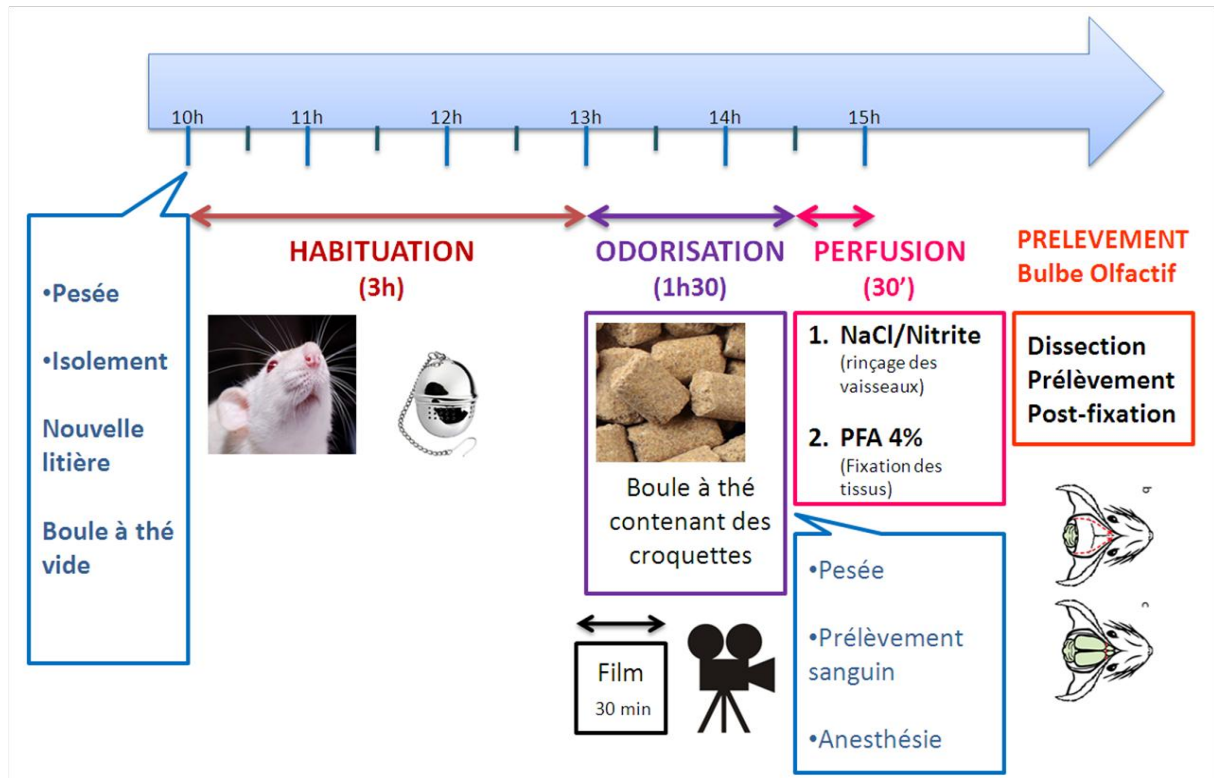 10h
11h
12h
13h
14h
15h
•Pesée
•Isolement
Nouvelle
litière
Boule à thé
vide
HABITUATION
(3h)
ODORISATION
(1h30)
Boule à thé
contenant des
croquettes
Film
30 min
PERFUSION
(30’)
1. NaCl/Nitrite
(rinçage des
vaisseaux)
2. PFA 4%
(Fixation des
tissus)
•Pesée
•Prélèvement
sanguin
•Anesthésie
PRELEVEMENT
Bulbe Olfactif
Dissection
Prélèvement
Post-fixation
b
c